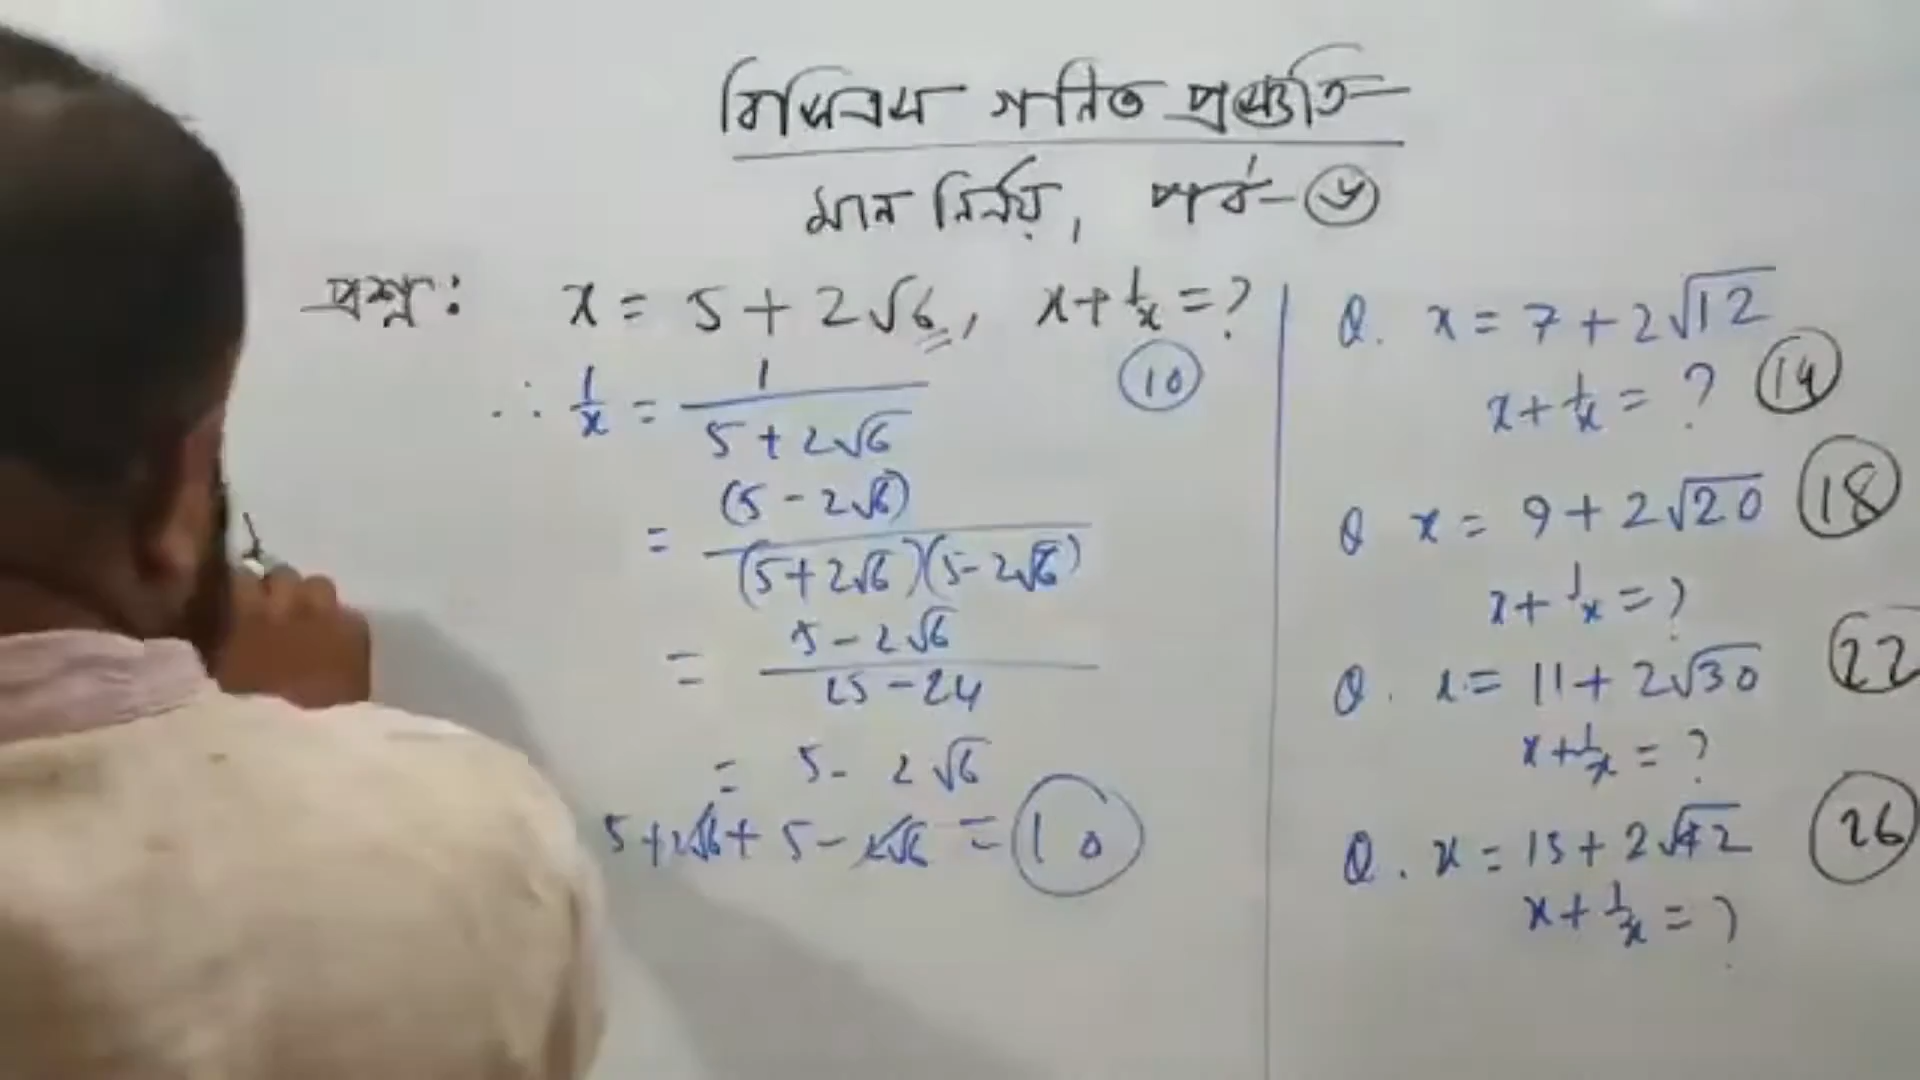 বিসিএস গনিত প্রস্তুতি
মান নির্ণয়, পর্ব-৬
প্রশ্ন: x = 5 + 2√6, x + 1/x = ?
10
∴ 1/x = 1/(5 + 2√6)
= (5 - 2√6)/((5 + 2√6)(5 - 2√6))
= (5 - 2√6)/(25 - 24)
= 5 - 2√6
5 + 2√6 + 5 - 2√6 = 10
Q. x = 7 + 2√12
x + 1/x = ? 14
Q x = 9 + 2√20 18
x + 1/x = ?
Q. x = 11 + 2√30 22
x + 1/x = ?
Q. x = 13 + 2√42 26
x + 1/x = ?